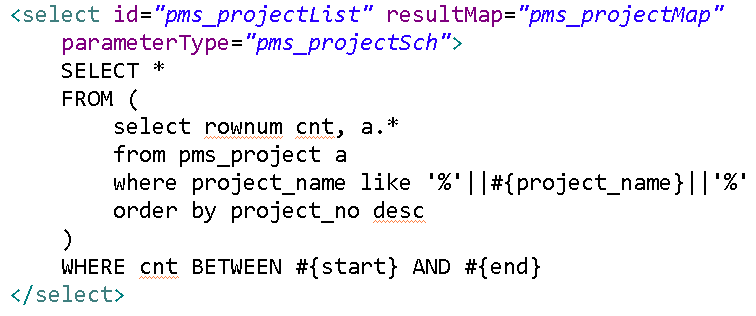 <select id="pms_projectList" resultMap="pms_projectMap"
parameterType="pms_projectSch">
SELECT *
FROM (
select rownum cnt, a.*
from pms_project a
where project_name like '%'||#{project_name}||'%'
order by project_no desc
)
WHERE cnt BETWEEN #{start} AND #{end}
</select>